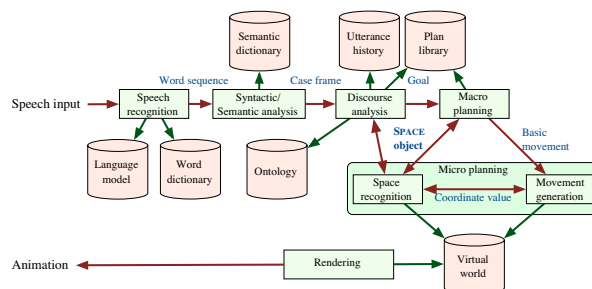 Semantic
dictionary
Utterance
history
Plan
library
Word sequence
Case frame
Goal
Speech input
Speech
recognition
Syntactic/
Semantic analysis
Discourse
analysis
Macro
planning
SPACE
object
Basic
movement
Language
model
Word
dictionary
Ontology
Micro planning
Space
recognition
Coordinate value
Movement
generation
Animation
Rendering
Virtual
world